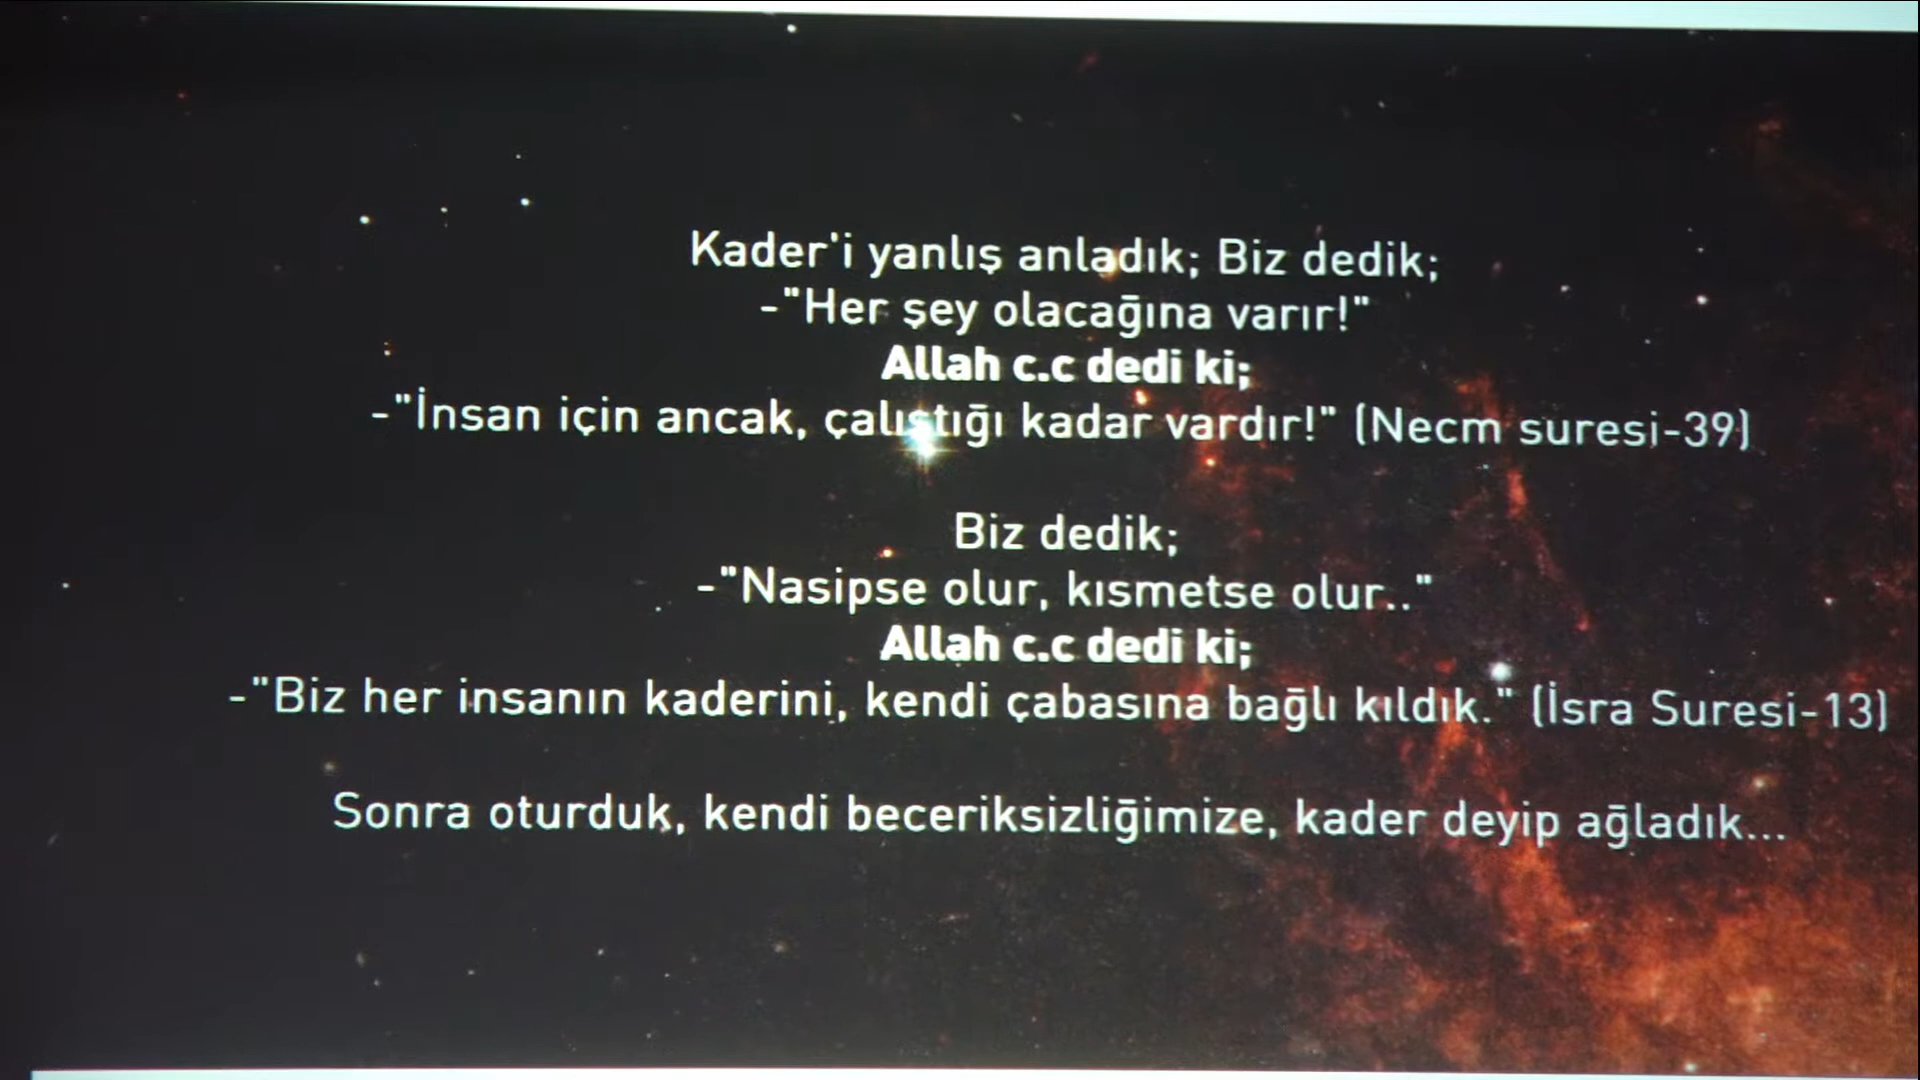 Kader'i yanlış anladık; Biz dedik;
-"Her şey olacağına varır!"
Allah c.c dedi ki;
-"İnsan için ancak, çalıştığı kadar vardır!" (Necm suresi-39)
Biz dedik;
-"Nasipse olur, kısmetse olur.."
Allah c.c dedi ki;
-"Biz her insanın kaderini, kendi çabasına bağlı kıldık." (İsra Suresi-13)
Sonra oturduk, kendi beceriksizliğimize, kader deyip ağladık...